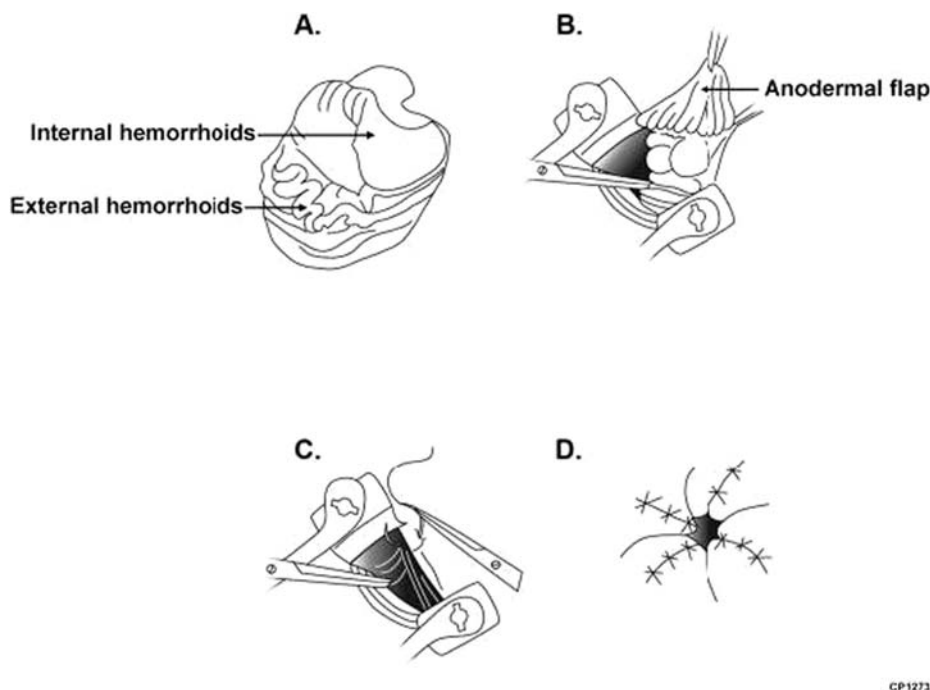 A.
B.
Internal hemorrhoids
External hemorrhoids
Anodermal flap
C.
D.
CP1273